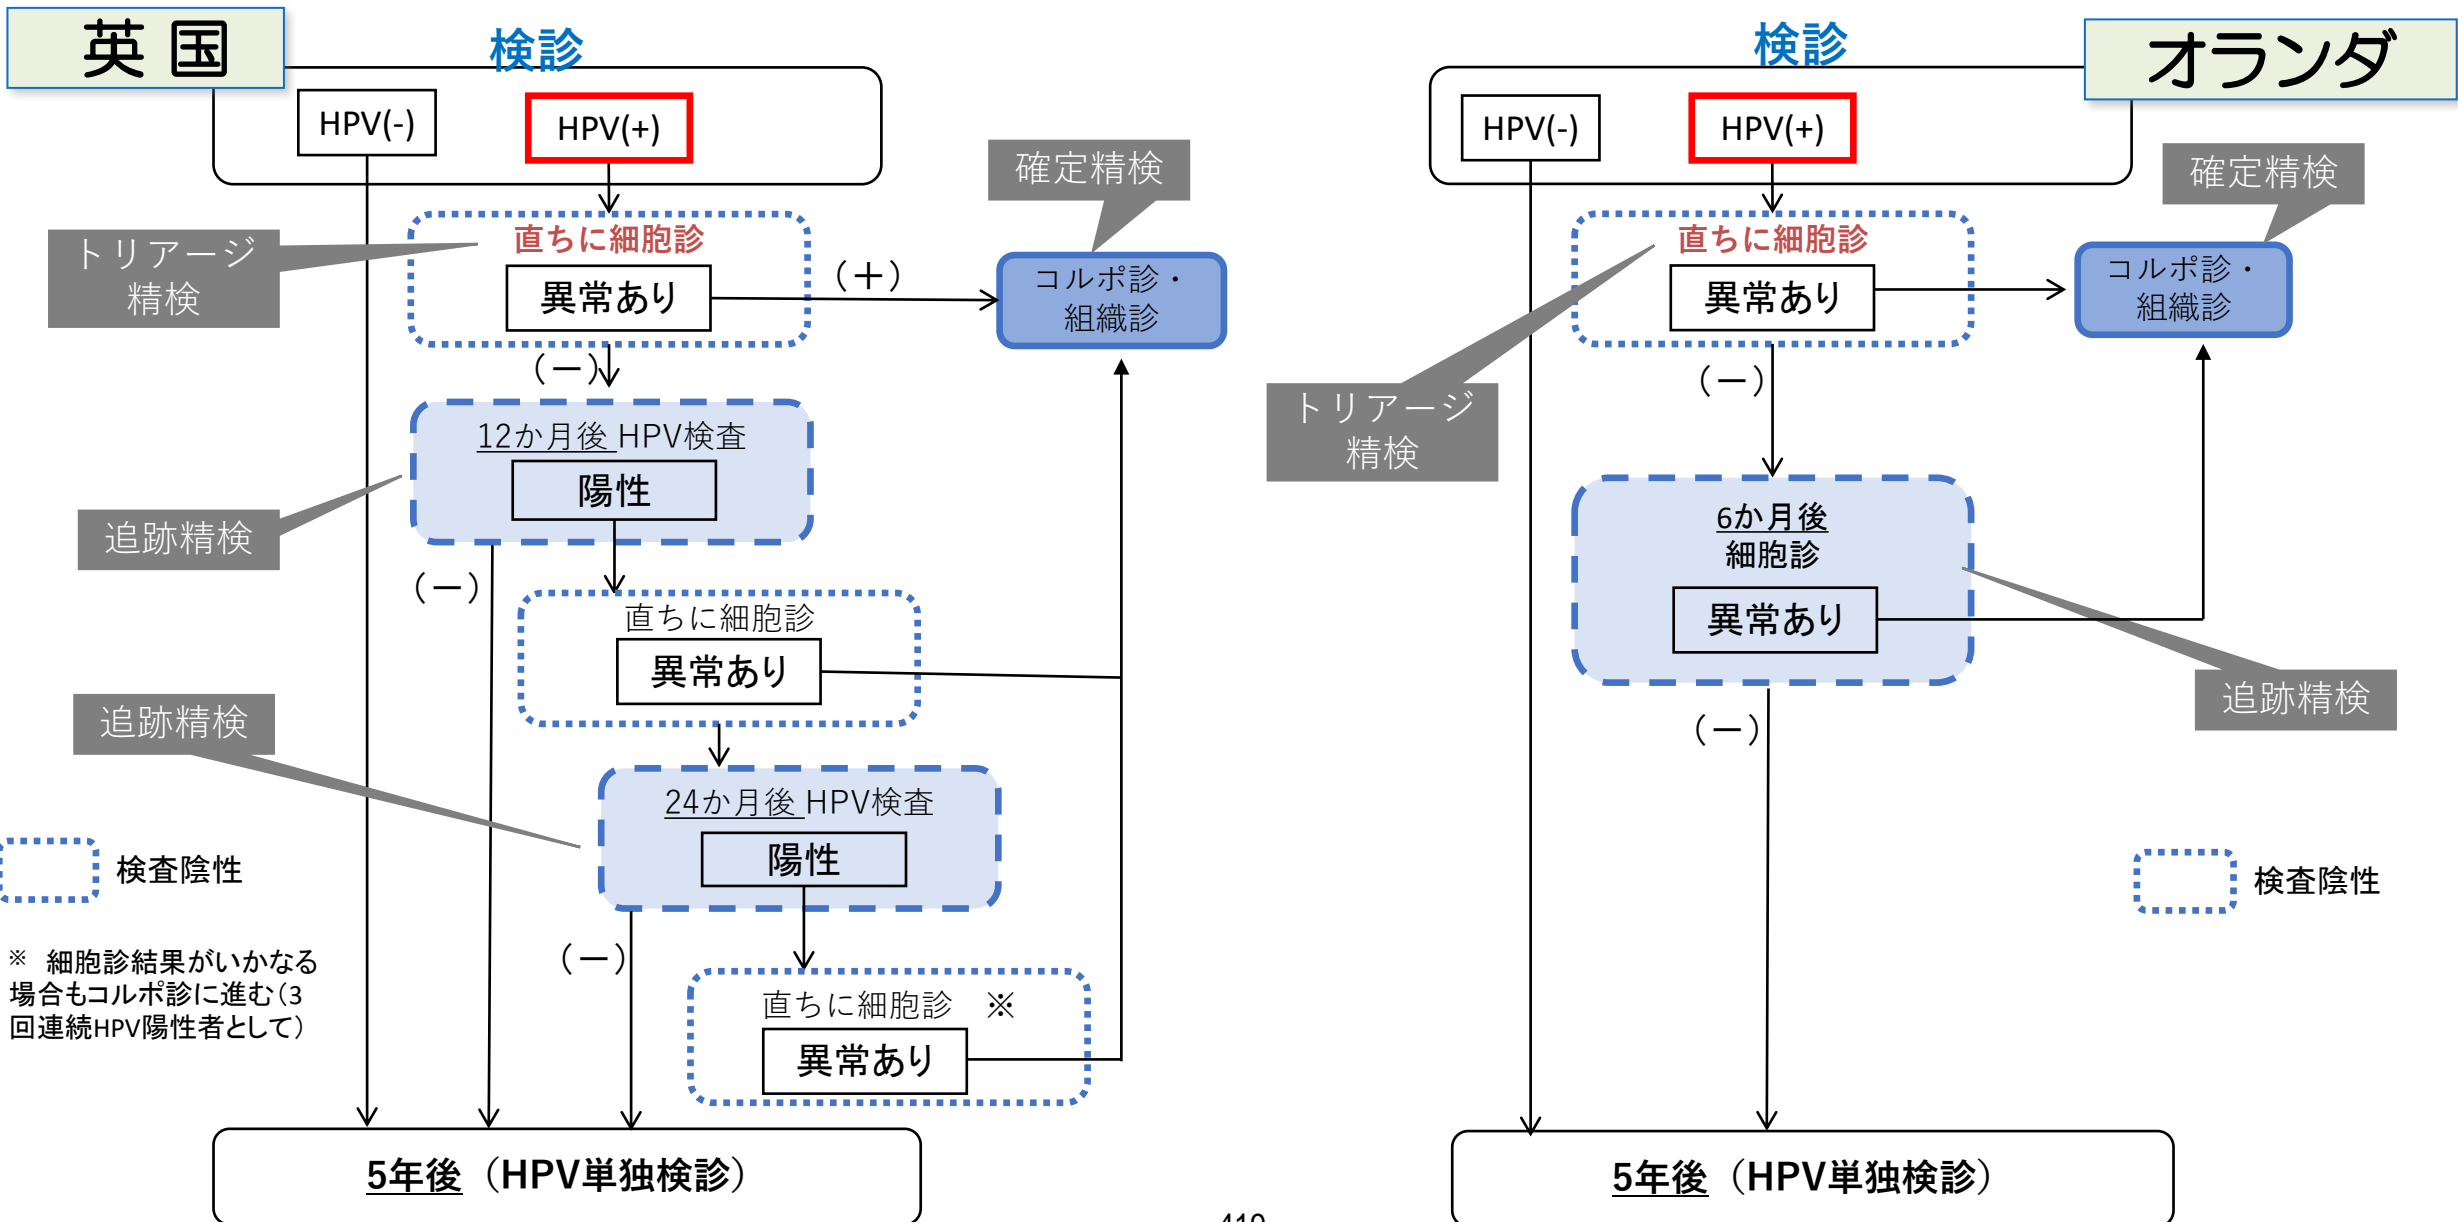 英国
検診
HPV(-)
HPV(+)
確定精検
トリアージ
精検
直ちに細胞診
異常あり
（＋）
コルポ診・
組織診
（－）
12か月後 HPV検査
陽性
追跡精検
（－）
直ちに細胞診
異常あり
追跡精検
24か月後 HPV検査
陽性
検査陰性
（－）
※ 細胞診結果がいかなる
場合もコルポ診に進む（3
回連続HPV陽性者として）
直ちに細胞診 ※
異常あり
5年後（HPV単独検診）
検診
オランダ
HPV(-)
HPV(+)
確定精検
直ちに細胞診
異常あり
コルポ診・
組織診
トリアージ
精検
（－）
6か月後
細胞診
異常あり
追跡精検
（－）
検査陰性
5年後（HPV単独検診）